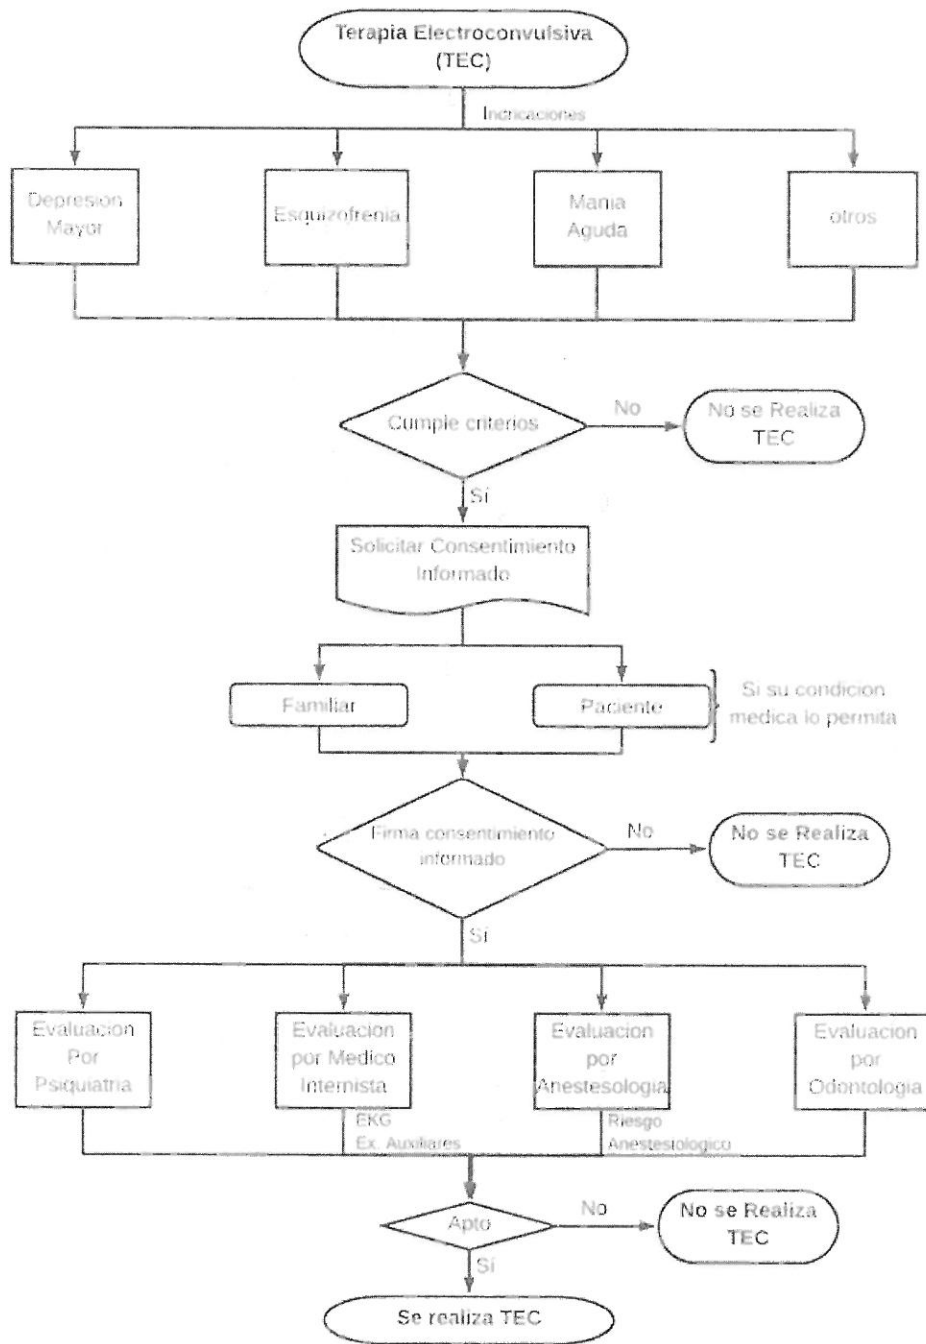 Terapia Electroconvulsiva
(TEC)
Indicaciones
Depresion
Mayor
Esquizofrenia
Mania
Aguda
otros
Cumple criterios
No
No se Realiza
TEC
Sí
Solicitar Consentimiento
Informado
Familiar
Paciente
Si su condicion
medica lo permita
Firma consentimiento
informado
No
No se Realiza
TEC
Sí
Evaluacion
Por
Psiquiatria
Evaluacion
por Medico
Internista
Evaluacion
por
Anestesologia
Evaluacion
por
Odontologia
EKG
Ex. Auxiliares
Riesgo
Anestesiologico
Apto
No
No se Realiza
TEC
Sí
Se realiza TEC